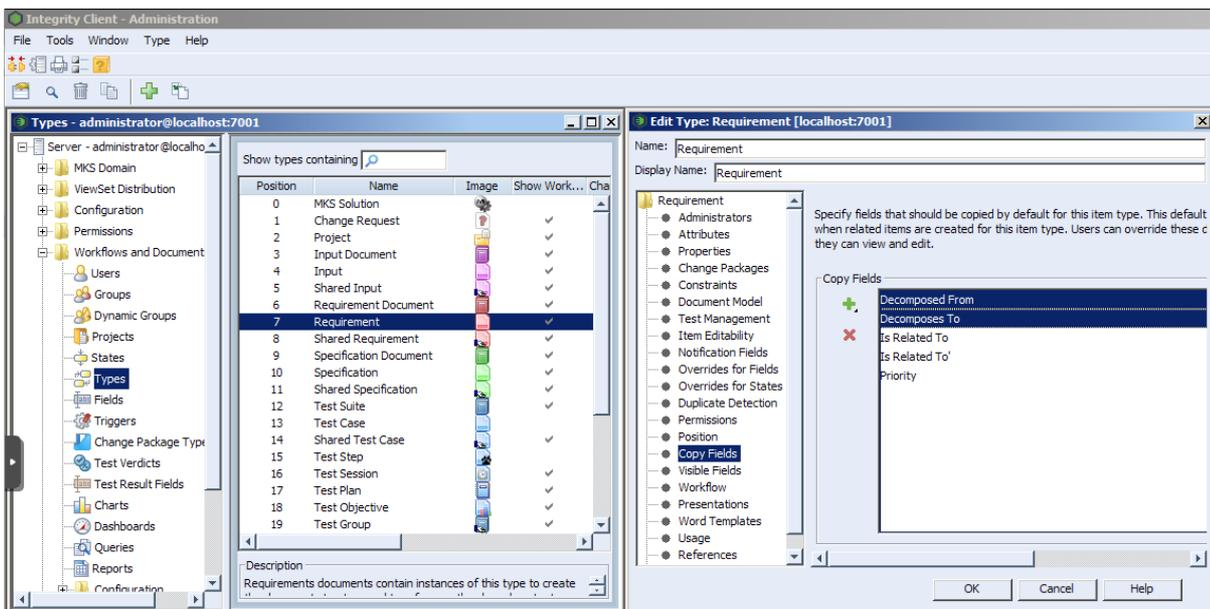 Integrity Client - Administration
File Tools Window Type Help
Types - administrator@localhost:7001
Server - administrator@localho
MKS Domain
ViewSet Distribution
Configuration
Permissions
Workflows and Document
Users
Groups
Dynamic Groups
Projects
States
Types
Fields
Triggers
Change Package Type
Test Verdicts
Test Result Fields
Charts
Dashboards
Queries
Reports
Configuration
Show types containing
Position Name Image Show Work... Cha
0 MKS Solution
1 Change Request
2 Project
3 Input Document
4 Input
5 Shared Input
6 Requirement Document
7 Requirement
8 Shared Requirement
9 Specification Document
10 Specification
11 Shared Specification
12 Test Suite
13 Test Case
14 Shared Test Case
15 Test Step
16 Test Session
17 Test Plan
18 Test Objective
19 Test Group
Description
Requirements documents contain instances of this type to create
Edit Type: Requirement [localhost:7001]
Name: Requirement
Display Name: Requirement
Requirement
Administrators
Attributes
Properties
Change Packages
Constraints
Document Model
Test Management
Item Editability
Notification Fields
Overrides for Fields
Overrides for States
Duplicate Detection
Permissions
Position
Copy Fields
Visible Fields
Workflow
Presentations
Word Templates
Usage
References
Specify fields that should be copied by default for this item type. This default
when related items are created for this item type. Users can override these c
they can view and edit.
Copy Fields
Decomposed From
Decomposes To
Is Related To
Is Related To'
Priority
OK Cancel Help